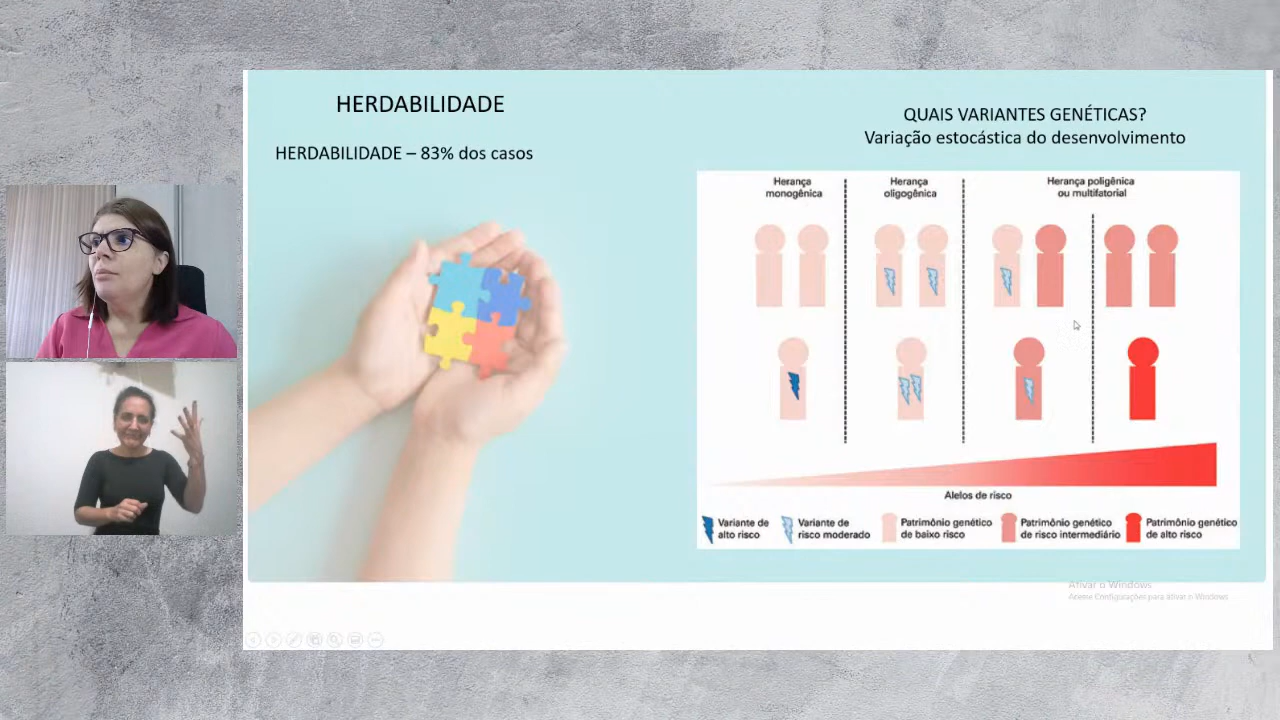 HERDABILIDADE
HERDABILIDADE – 83% dos casos
QUAIS VARIANTES GENÉTICAS?
Variação estocástica do desenvolvimento
Herança
monogênica
Herança
oligogênica
Herança poligênica
ou multifatorial
Alelos de risco
Variante de
alto risco
Variante de
risco moderado
Patrimônio genético
de baixo risco
Patrimônio genético
de risco intermediário
Patrimônio genético
de alto risco
Ativar o Windows
Acesse Configurações para ativar o Windows